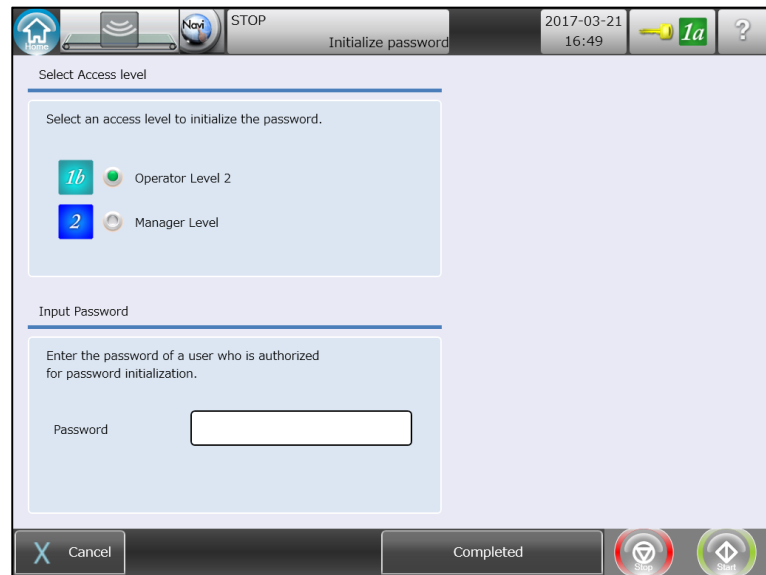 Home
Navi
STOP
Initialize password
2017-03-21
16:49
1a
?
Select Access level
Select an access level to initialize the password.
1b Operator Level 2
2 Manager Level
Input Password
Enter the password of a user who is authorized
for password initialization.
Password
X Cancel
Completed
Stop
Start